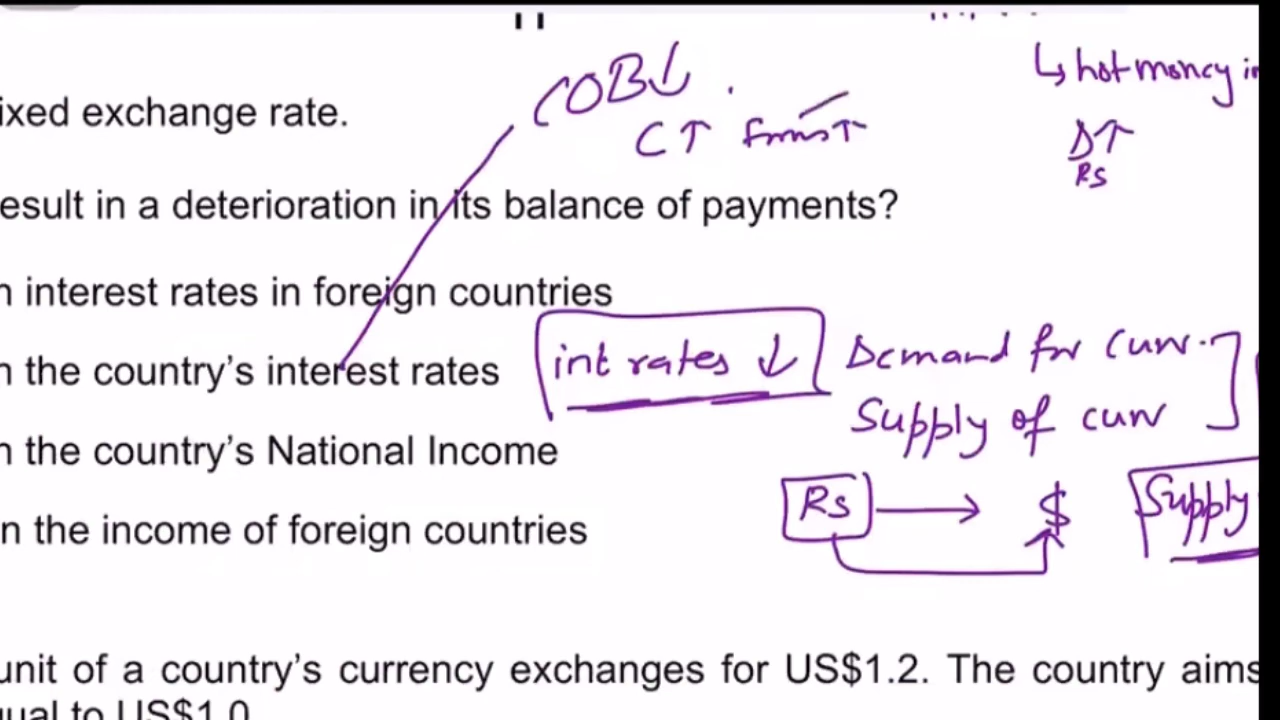 COB↓ .
↳ hot money in
ixed exchange rate.
C↑ firms↑
D↑
Rs
esult in a deterioration in its balance of payments?
n interest rates in foreign countries
int rates ↓ Demand for curr.
n the country's interest rates
Supply of curr
n the country's National Income
Rs → $ Supply
n the income of foreign countries
unit of a country's currency exchanges for US$1.2. The country aims
ual to US$1.0